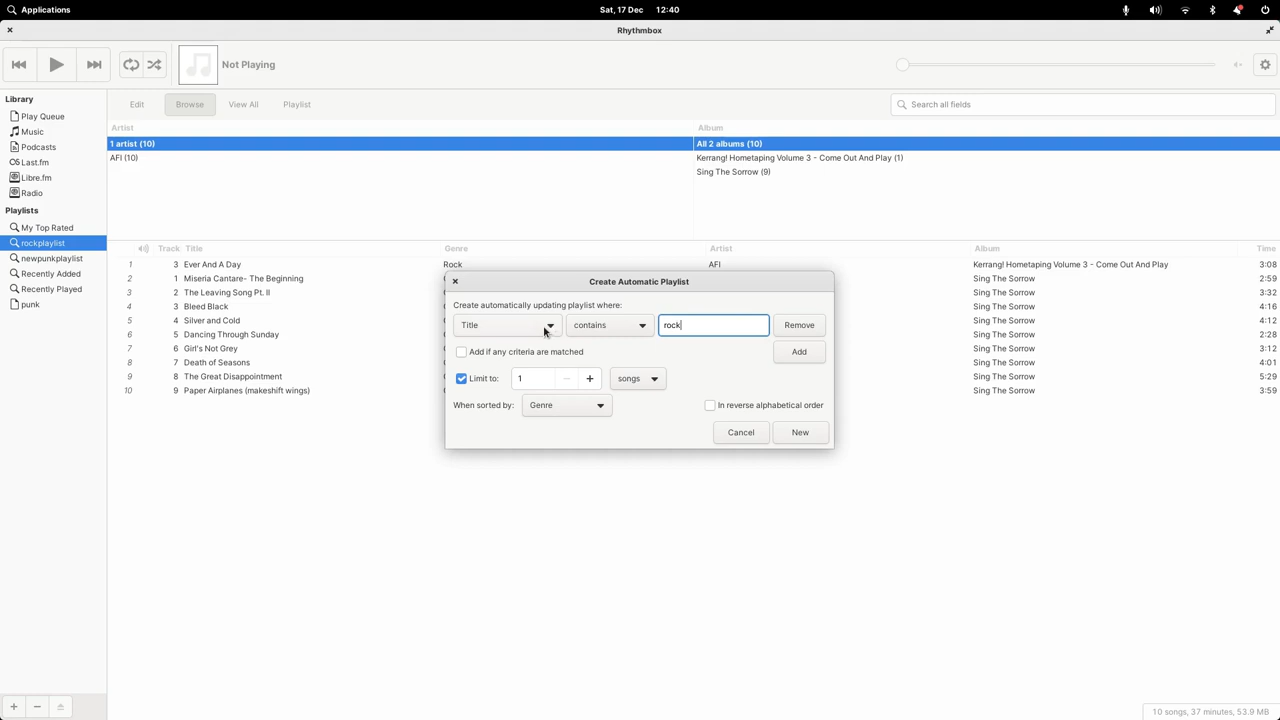 Applications
Sat, 17 Dec 12:40
Rhythmbox
Not Playing
Library
Play Queue
Music
Podcasts
Last.fm
Libre.fm
Radio
Playlists
My Top Rated
rockplaylist
newpunkplaylist
Recently Added
Recently Played
punk
Edit
Browse
View All
Playlist
Search all fields
Artist
Album
1 artist (10)
All 2 albums (10)
AFI (10)
Kerrang! Hometaping Volume 3 - Come Out And Play (1)
Sing The Sorrow (9)
Track Title Genre Artist Album Time
1 3 Ever And A Day Rock AFI Kerrang! Hometaping Volume 3 - Come Out And Play 3:08
2 1 Miseria Cantare- The Beginning Sing The Sorrow 2:59
3 2 The Leaving Song Pt. II Sing The Sorrow 3:32
4 3 Bleed Black Sing The Sorrow 4:16
5 4 Silver and Cold Sing The Sorrow 4:12
6 5 Dancing Through Sunday Sing The Sorrow 2:28
7 6 Girl's Not Grey Sing The Sorrow 3:12
8 7 Death of Seasons Sing The Sorrow 4:01
9 8 The Great Disappointment Sing The Sorrow 5:29
10 9 Paper Airplanes (makeshift wings) Sing The Sorrow 3:59
Create Automatic Playlist
Create automatically updating playlist where:
Title contains rock Remove
Add if any criteria are matched Add
Limit to: 1 songs
When sorted by: Genre In reverse alphabetical order
Cancel New
10 songs, 37 minutes, 53.9 MB